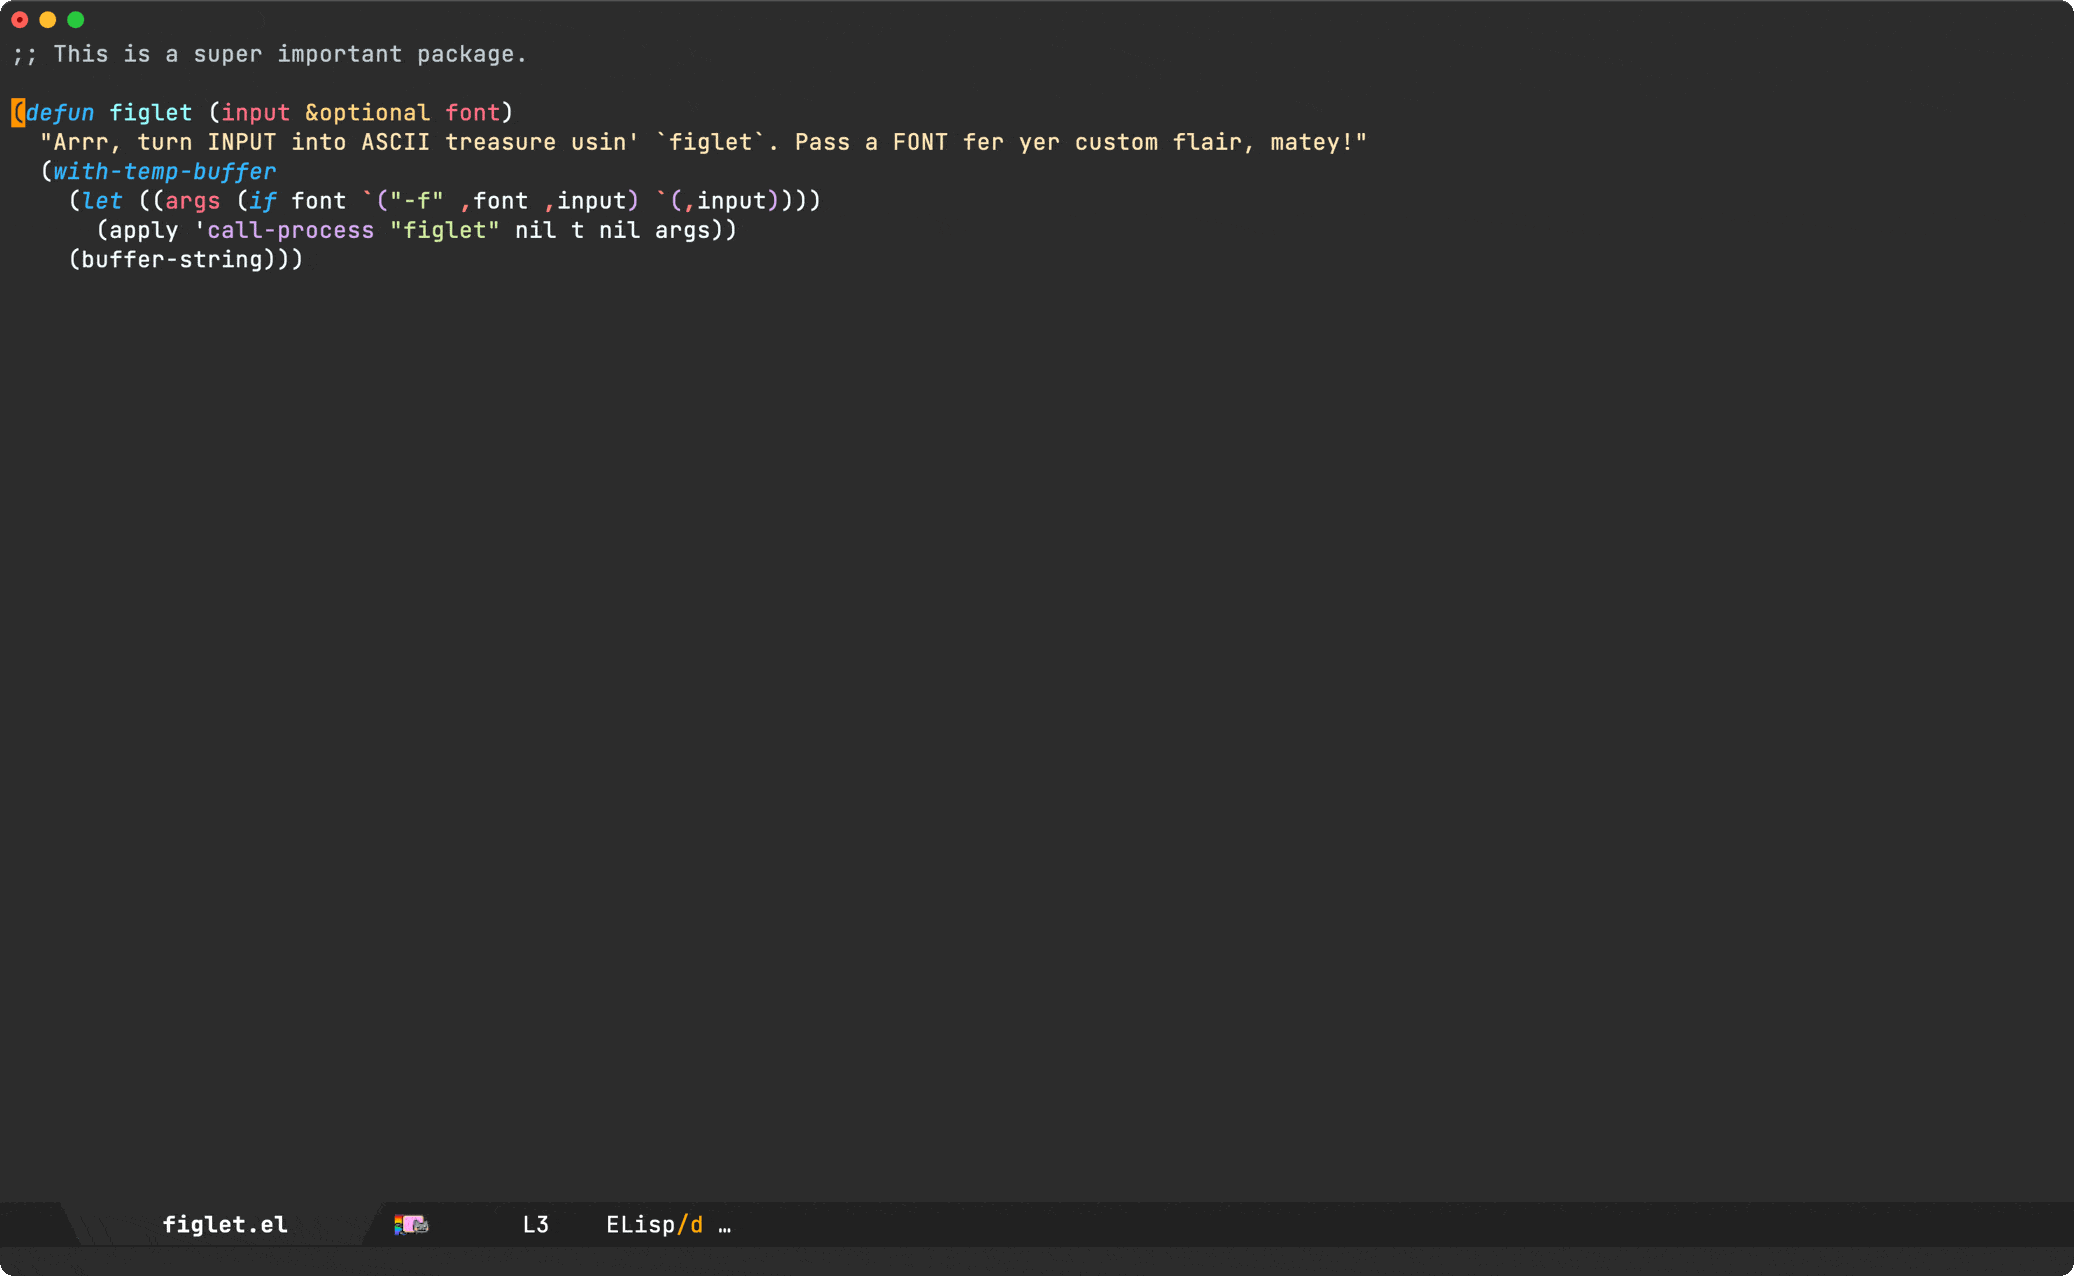 ;; This is a super important package.
(defun figlet (input &optional font)
"Arrr, turn INPUT into ASCII treasure usin' `figlet`. Pass a FONT fer yer custom flair, matey!"
(with-temp-buffer
(let ((args (if font `("-f" ,font ,input) `(,input))))
(apply 'call-process "figlet" nil t nil args))
(buffer-string)))
figlet.el L3 ELisp/d …